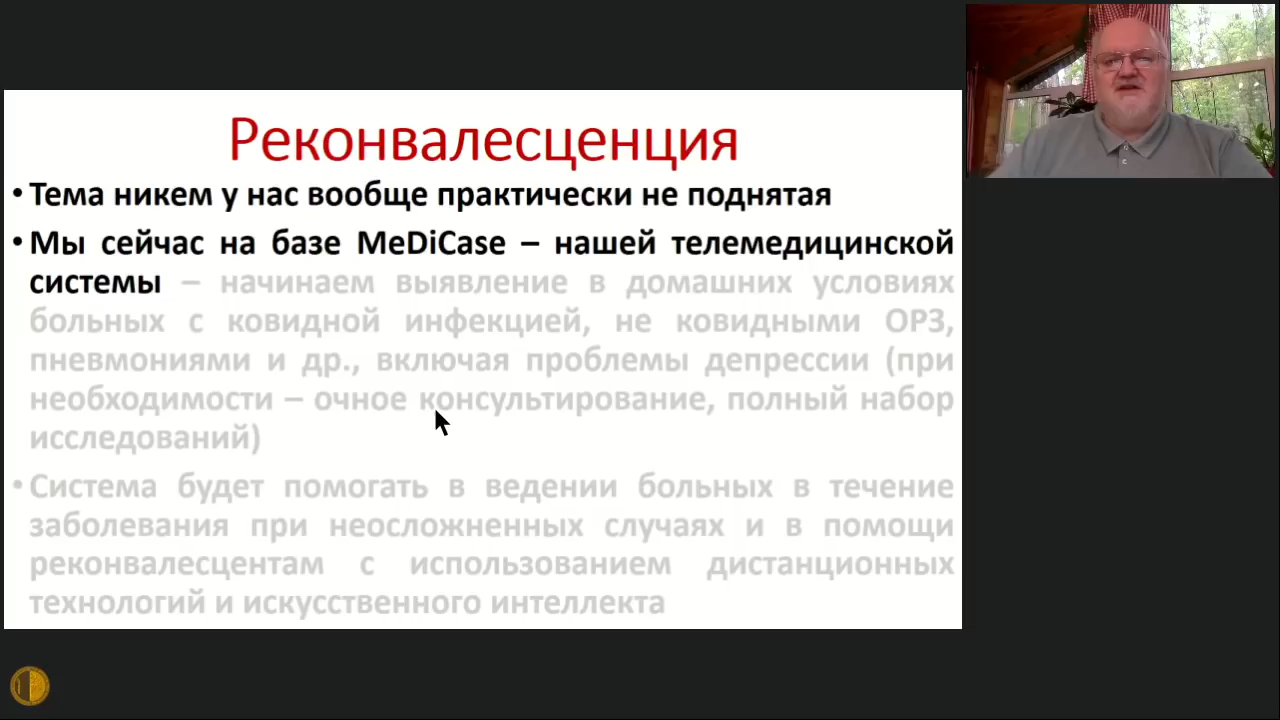 Реконвалесценция
• Тема никем у нас вообще практически не поднятая
• Мы сейчас на базе MeDiCase – нашей телемедицинской
системы – начинаем выявление в домашних условиях
больных с ковидной инфекцией, не ковидными ОРЗ,
пневмониями и др., включая проблемы депрессии (при
необходимости – очное консультирование, полный набор
исследований)
• Система будет помогать в ведении больных в течение
заболевания при неосложненных случаях и в помощи
реконвалесцентам с использованием дистанционных
технологий и искусственного интеллекта